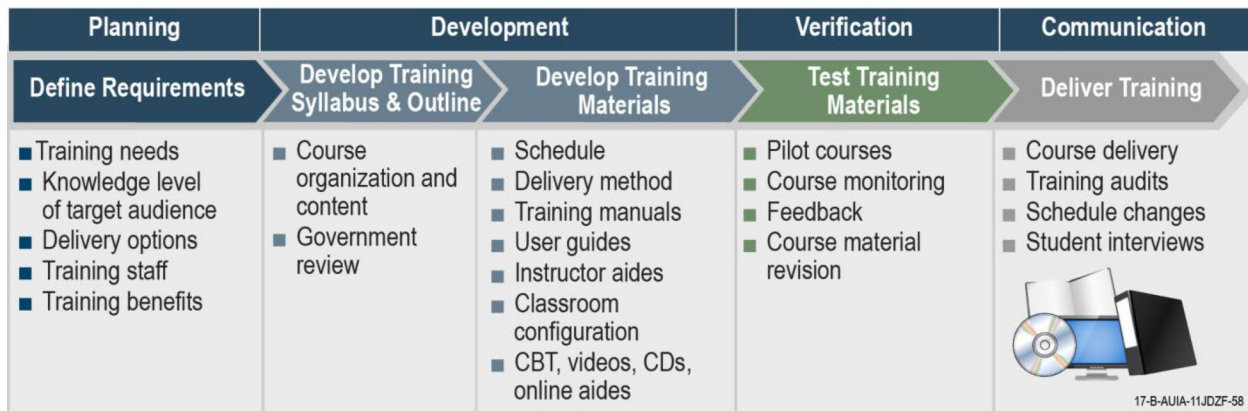 Planning
Development
Verification
Communication
Define Requirements
Develop Training
Syllabus & Outline
Develop Training
Materials
Test Training
Materials
Deliver Training
Training needs
Knowledge level
of target audience
Delivery options
Training staff
Training benefits
Course
organization and
content
Government
review
Schedule
Delivery method
Training manuals
User guides
Instructor aides
Classroom
configuration
CBT, videos, CDs,
online aides
Pilot courses
Course monitoring
Feedback
Course material
revision
Course delivery
Training audits
Schedule changes
Student interviews
17-B-AUIA-11JDZF-58